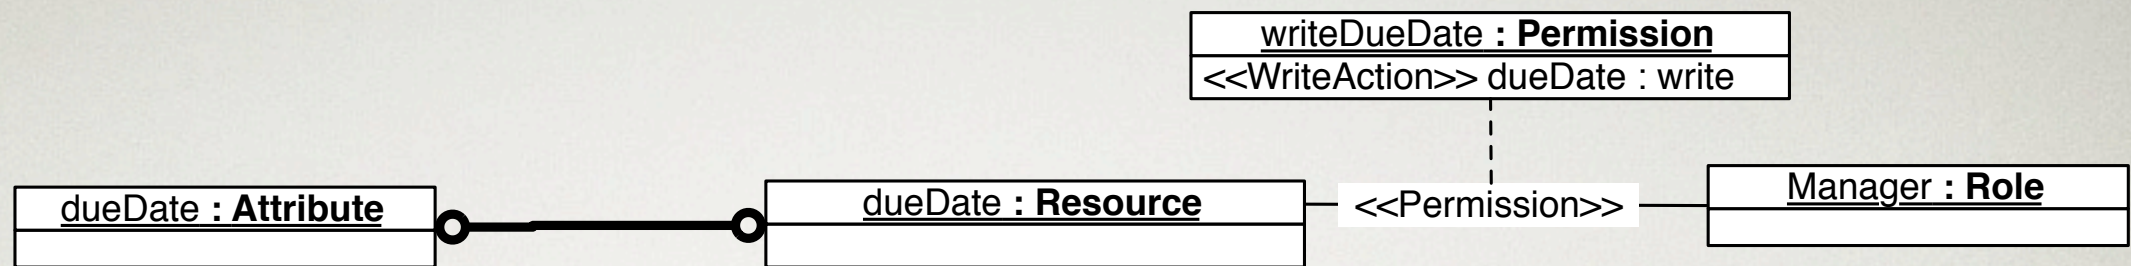 writeDueDate : Permission
<<WriteAction>> dueDate : write
dueDate : Attribute
dueDate : Resource
<<Permission>>
Manager : Role